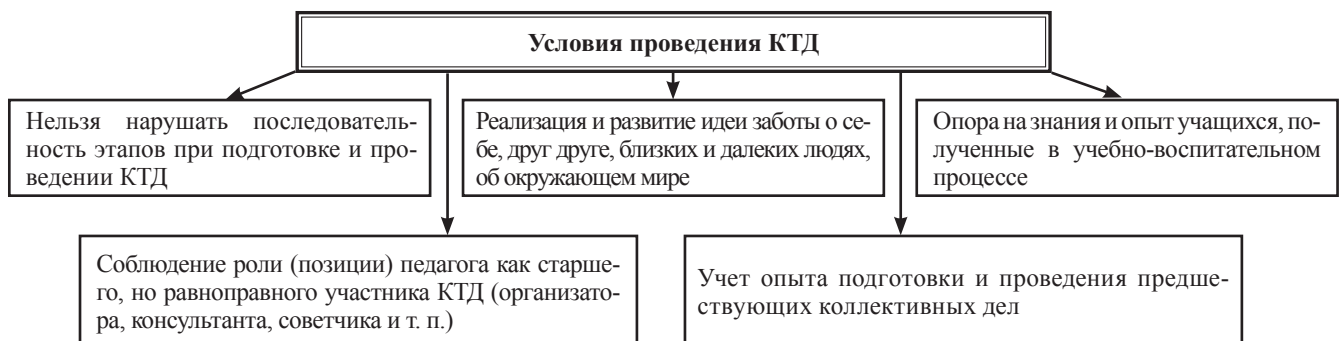 Условия проведения КТД
Нельзя нарушать последователь-
ность этапов при подготовке и про-
ведении КТД
Реализация и развитие идеи заботы о се-
бе, друг друге, близких и далеких людях,
об окружающем мире
Опора на знания и опыт учащихся, по-
лученные в учебно-воспитательном
процессе
Соблюдение роли (позиции) педагога как старше-
го, но равноправного участника КТД (организато-
ра, консультанта, советчика и т. п.)
Учет опыта подготовки и проведения предше-
ствующих коллективных дел